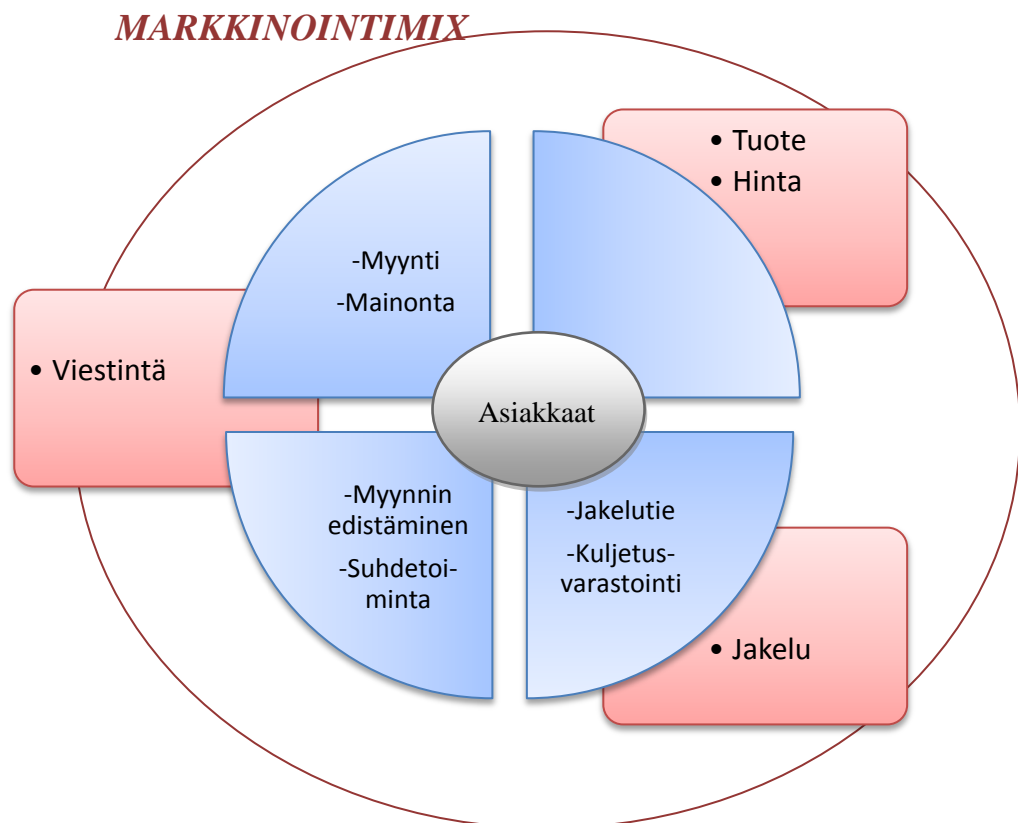 MARKKINOINTIMIX
• Tuote
• Hinta
-Myynti
-Mainonta
• Viestintä
Asiakkaat
-Myynnin
edistäminen
-Suhdetoi-
minta
-Jakelutie
-Kuljetus-
varastointi
• Jakelu